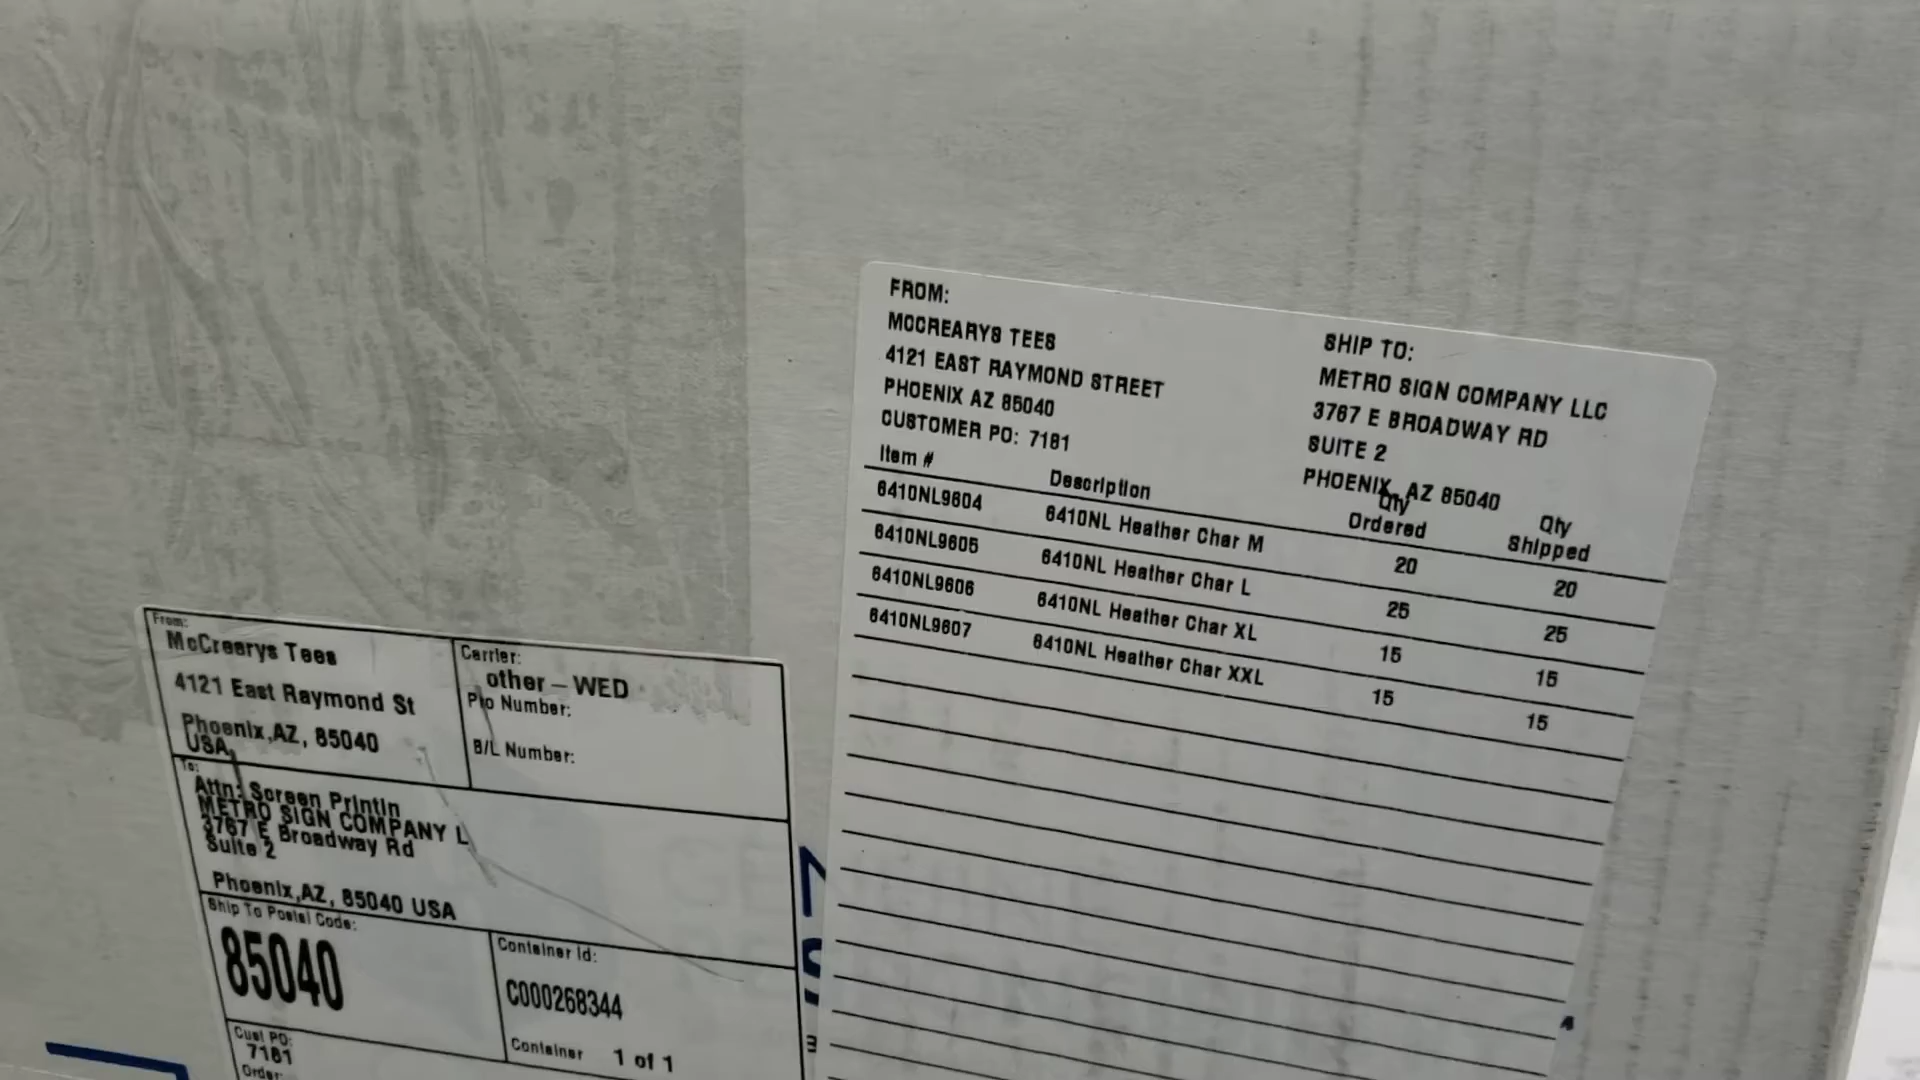 FROM:
MCCREARYS TEES
4121 EAST RAYMOND STREET
PHOENIX AZ 85040
CUSTOMER PO: 7181
SHIP TO:
METRO SIGN COMPANY LLC
3767 E BROADWAY RD
SUITE 2
PHOENIX, AZ 85040
Item # Description Qty Ordered Qty Shipped
6410NL9604 6410NL Heather Char M 20 20
6410NL9605 6410NL Heather Char L 25 25
6410NL9606 6410NL Heather Char XL 15 15
6410NL9607 6410NL Heather Char XXL 15 15
From:
McCrearys Tees
4121 East Raymond St
Phoenix,AZ, 85040
USA,
Carrier:
other - WED
Pro Number:
B/L Number:
To:
Attn: Screen Printin
METRO SIGN COMPANY L
3767 E Broadway Rd
Suite 2
Phoenix,AZ, 85040 USA
Ship To Postal Code:
85040
Container Id:
C000268344
Container 1 of 1
Cust PO:
7181
Order: